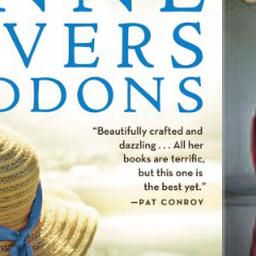 NNE
VERS
DDONS
"Beautifully crafted and
dazzling . . . All her
books are terrific,
but this one is
the best yet."
—PAT CONROY